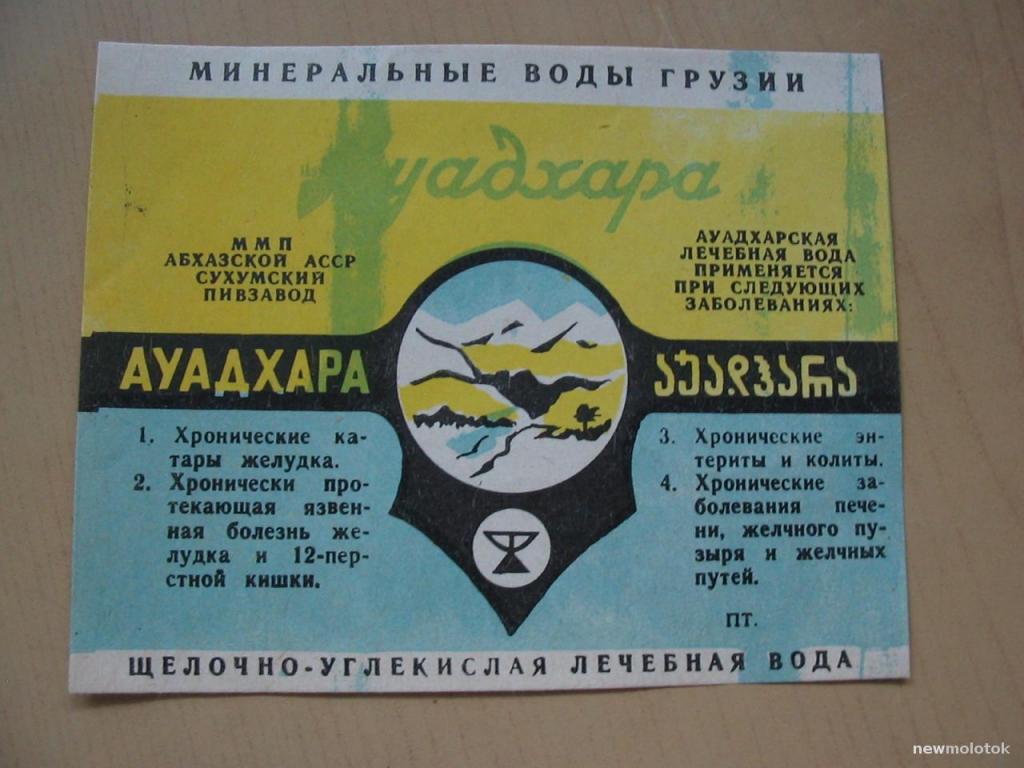 МИНЕРАЛЬНЫЕ ВОДЫ ГРУЗИИ
Ауадхара
ММП
АБХАЗСКОЙ АССР
СУХУМСКИЙ
ПИВЗАВОД
АУАДХАРСКАЯ
ЛЕЧЕБНАЯ ВОДА
ПРИМЕНЯЕТСЯ
ПРИ СЛЕДУЮЩИХ
ЗАБОЛЕВАНИЯХ:
АУАДХАРА
აუადჰარა
1. Хронические ка-
тары желудка.
2. Хронически про-
текающая язвен-
ная болезнь же-
лудка и 12-пер-
стной кишки.
3. Хронические эн-
териты и колиты.
4. Хронические за-
болевания пече-
ни, желчного пу-
зыря и желчных
путей.
ПТ.
ЩЕЛОЧНО-УГЛЕКИСЛАЯ ЛЕЧЕБНАЯ ВОДА
newmolotok